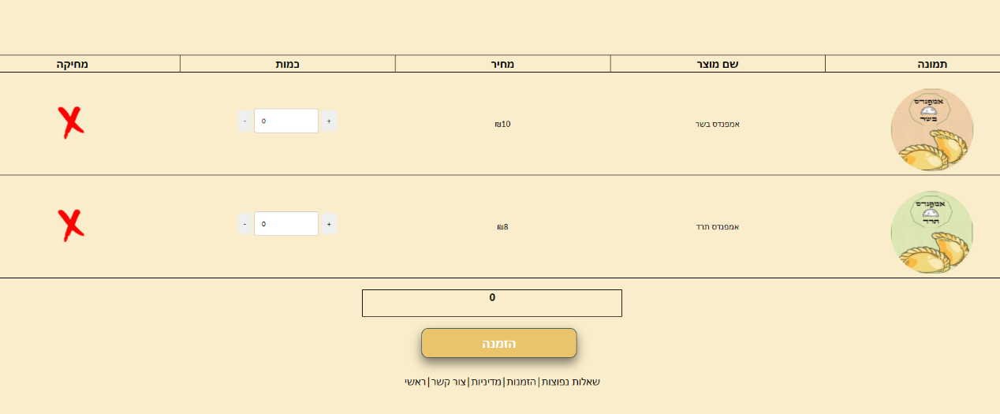 תמונה שם מוצר מחיר כמות מחיקה
אמפנדס
בשר
אמפנדס בשר ₪10 + 0 -
אמפנדס
תרד
אמפנדס תרד ₪8 + 0 -
0
הזמנה
שאלות נפוצות|הזמנות|מדיניות|צור קשר|ראשי